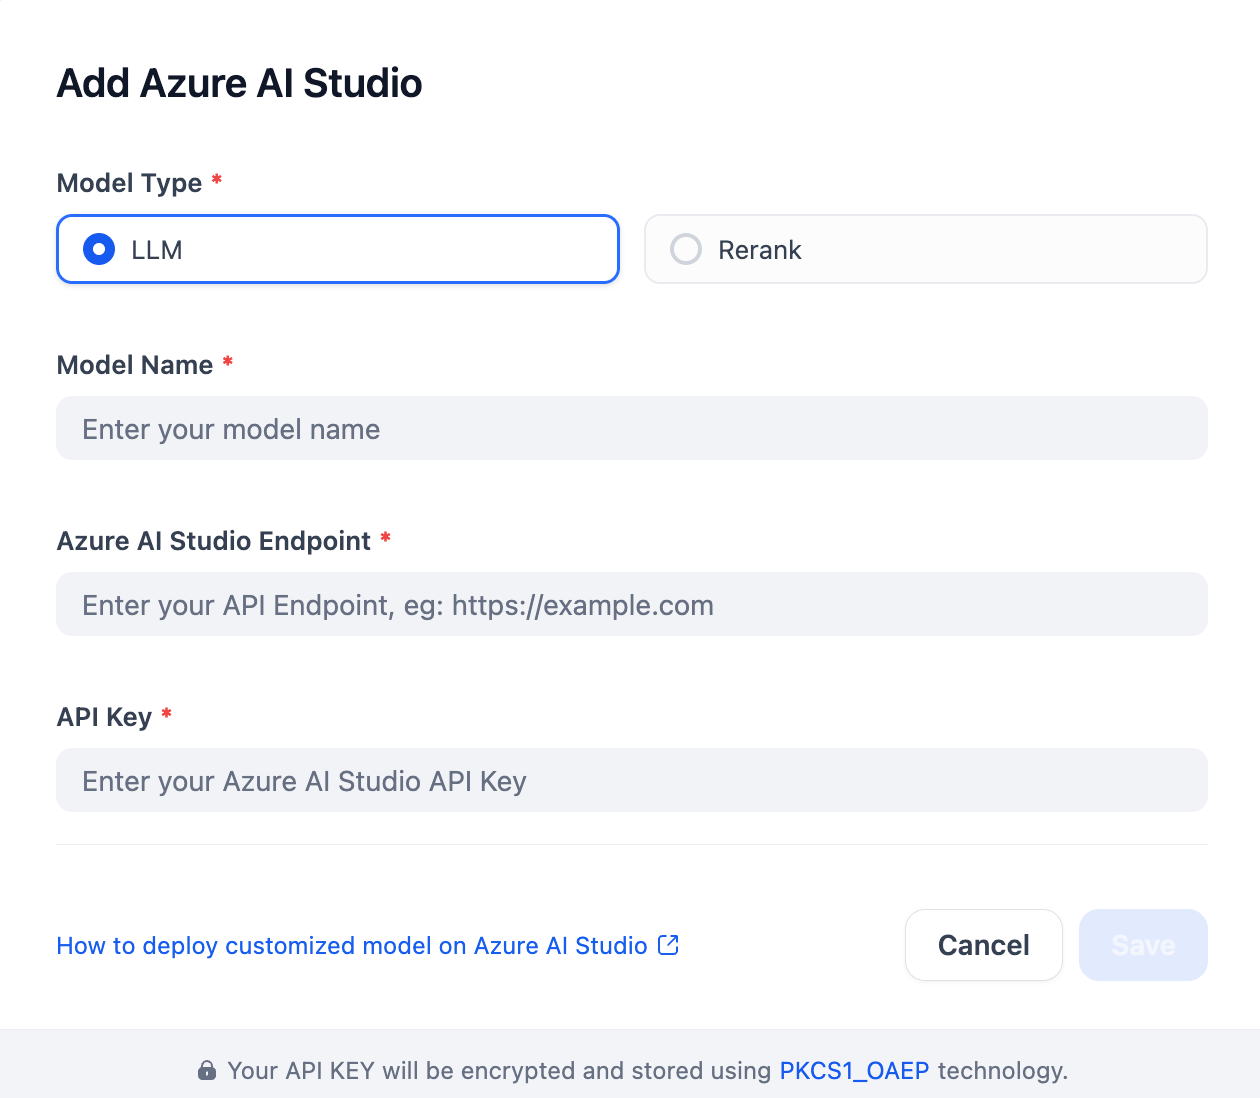 Add Azure AI Studio
Model Type *
LLM
Rerank
Model Name *
Enter your model name
Azure AI Studio Endpoint *
Enter your API Endpoint, eg: https://example.com
API Key *
Enter your Azure AI Studio API Key
How to deploy customized model on Azure AI Studio
Cancel
Save
Your API KEY will be encrypted and stored using PKCS1_OAEP technology.